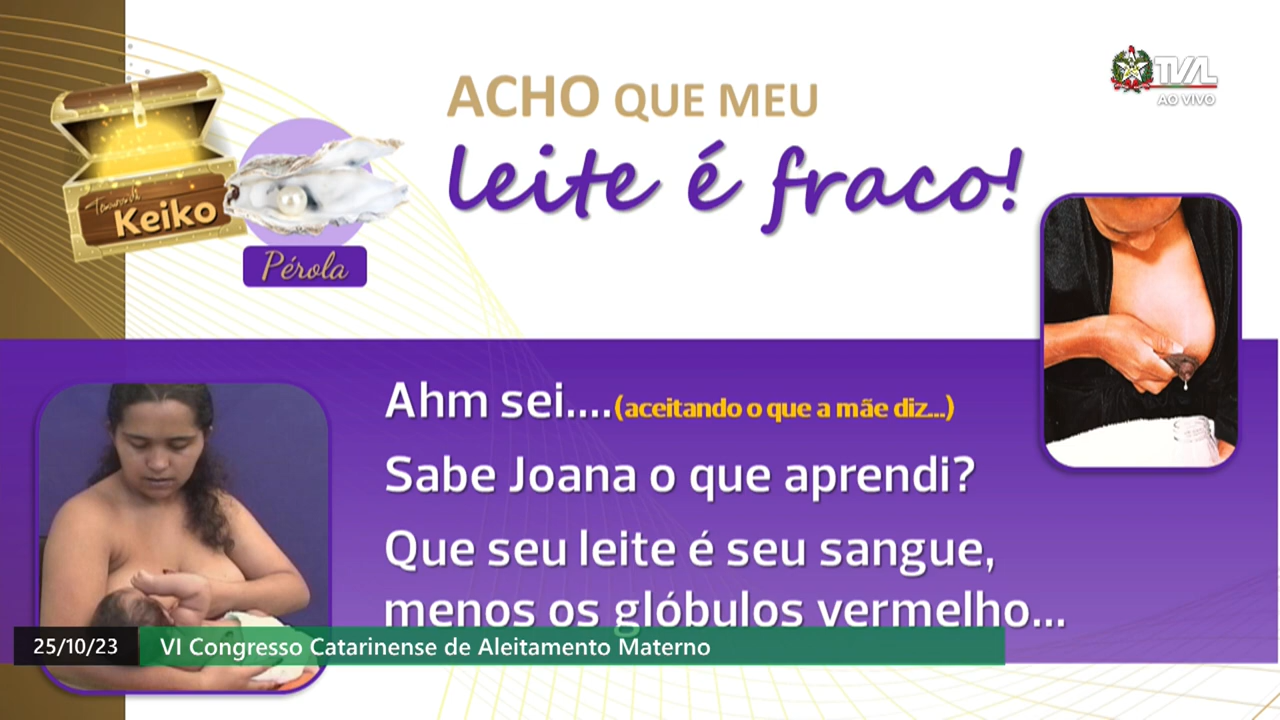 TVAL
AO VIVO
ACHO QUE MEU
leite é fraco!
Keiko
Pérola
Ahm sei....(aceitando o que a mãe diz...)
Sabe Joana o que aprendi?
Que seu leite é seu sangue,
menos os glóbulos vermelho...
25/10/23 VI Congresso Catarinense de Aleitamento Materno